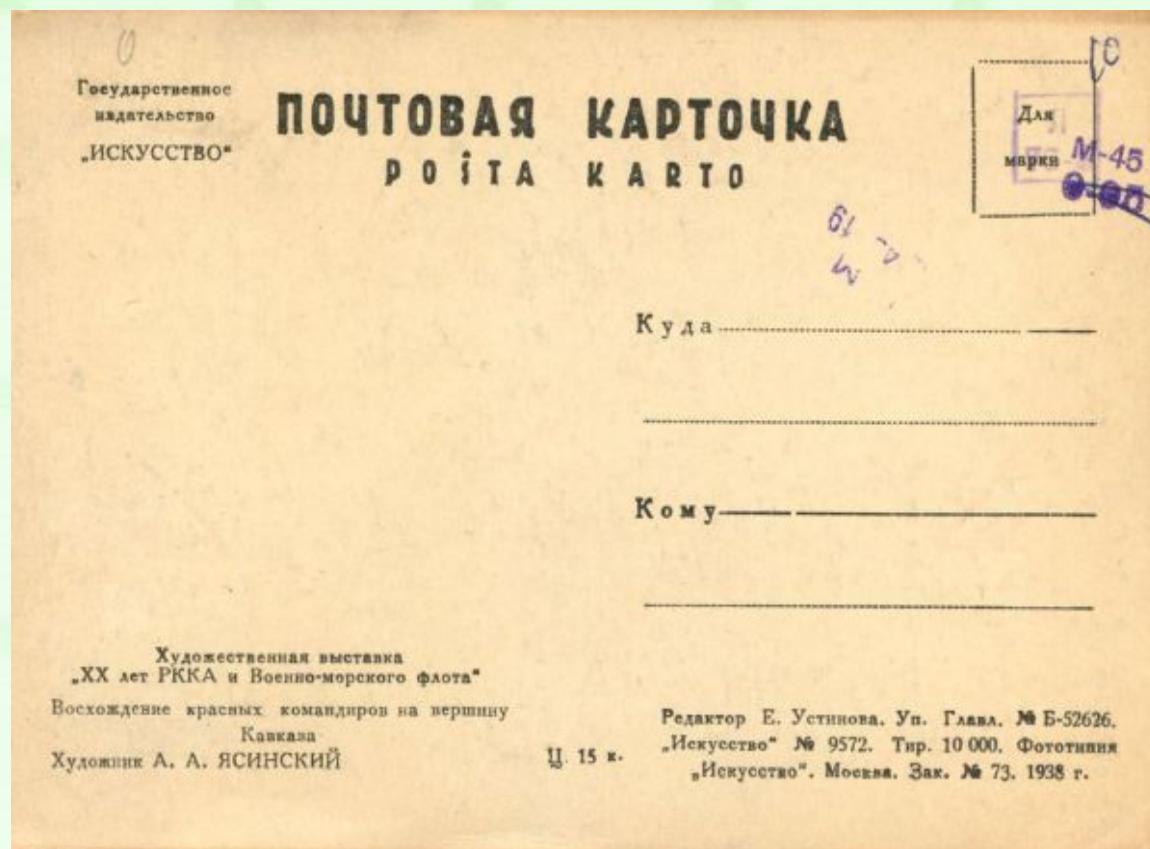 Государственное
издательство
„ИСКУССТВО“
ПОЧТОВАЯ КАРТОЧКА
POŜTA KARTO
Для
марки
М-45
Куда
Кому
Художественная выставка
„XX лет РККА и Военно-морского флота“
Восхождение красных командиров на вершину
Кавказа
Художник А. А. ЯСИНСКИЙ
Ц. 15 к.
Редактор Е. Устинова. Уп. Главл. № Б-52626.
„Искусство“ № 9572. Тир. 10 000. Фототипия
„Искусство“. Москва. Зак. № 73. 1938 г.